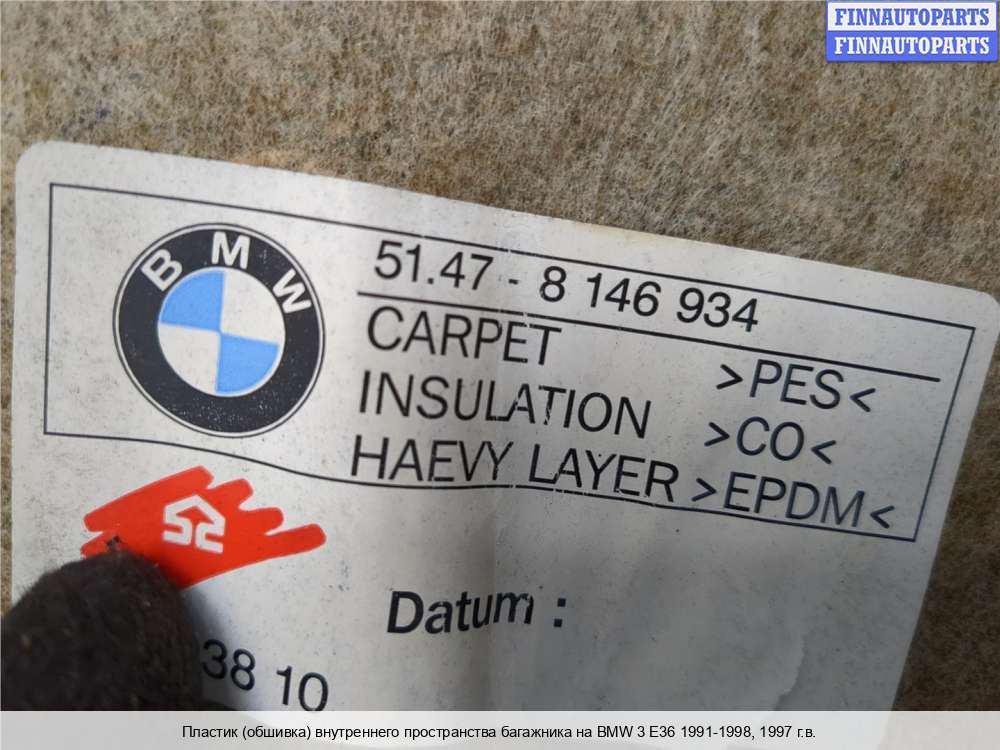 FINNAUTOPARTS
FINNAUTOPARTS
BMW
51.47 - 8 146 934
CARPET >PES<
INSULATION >CO<
HAEVY LAYER >EPDM<
Datum :
38 10
Пластик (обшивка) внутреннего пространства багажника на BMW 3 E36 1991-1998, 1997 г.в.